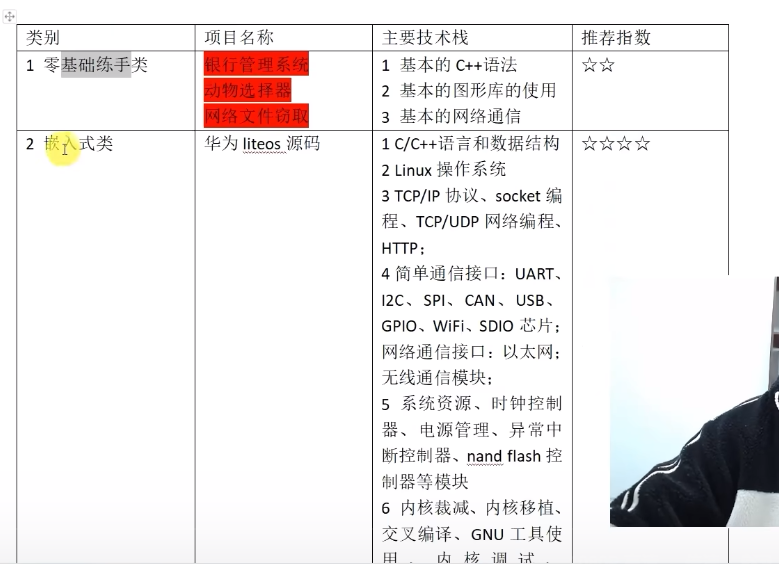 类别 项目名称 主要技术栈 推荐指数
1 零基础练手类 银行管理系统 1 基本的 C++语法 ☆☆
动物选择器 2 基本的图形库的使用
网络文件窃取 3 基本的网络通信
2 嵌入式类 华为 liteos 源码 1 C/C++语言和数据结构 ☆☆☆☆
2 Linux 操作系统
3 TCP/IP 协议、socket 编
程、TCP/UDP 网络编程、
HTTP；
4 简单通信接口：UART、
I2C、SPI、CAN、USB、
GPIO、WiFi、SDIO 芯片；
网络通信接口：以太网；
无线通信模块；
5 系统资源、时钟控制
器、电源管理、异常中
断控制器、nand flash 控
制器等模块
6 内核裁减、内核移植、
交叉编译、GNU 工具使
用、内核调试、